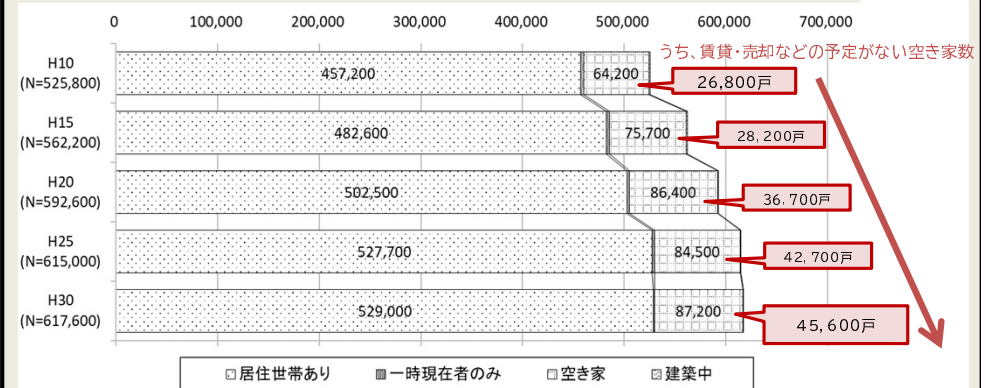 0 100,000 200,000 300,000 400,000 500,000 600,000 700,000
うち、賃貸・売却などの予定がない空き家数
H10
(N=525,800)
457,200 64,200 26,800戸
H15
(N=562,200)
482,600 75,700 28,200戸
H20
(N=592,600)
502,500 86,400 36,700戸
H25
(N=615,000)
527,700 84,500 42,700戸
H30
(N=617,600)
529,000 87,200 45,600戸
居住世帯あり 一時現在者のみ 空き家 建築中